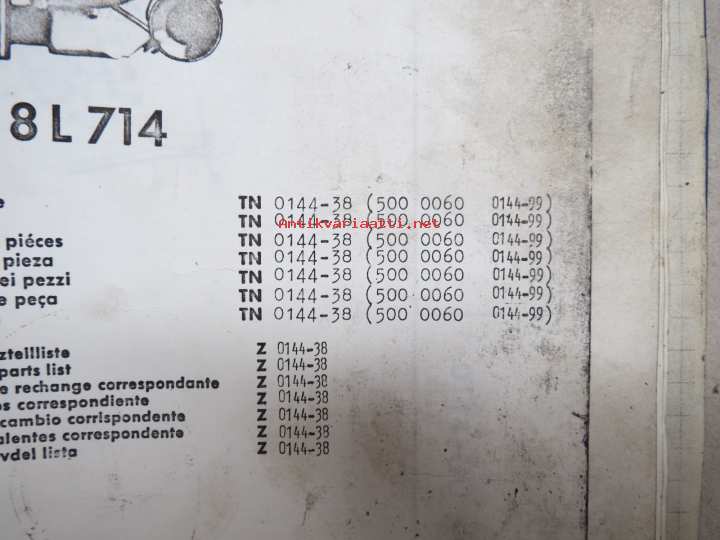 8 L 714
TN 0144-38 (500 0060 0144-99)
TN 0144-38 (500 0060 0144-99)
Antikvariaatti.net
piéces TN 0144-38 (500 0060 0144-99)
pieza TN 0144-38 (500 0060 0144-99)
ei pezzi TN 0144-38 (500 0060 0144-99)
e peça TN 0144-38 (500 0060 0144-99)
TN 0144-38 (500 0060 0144-99)
zteilliste Z 0144-38
parts list Z 0144-38
e rechange correspondante Z 0144-38
os correspondiente Z 0144-38
cambio corrispondente Z 0144-38
alentes correspondente Z 0144-38
vdel lista Z 0144-38